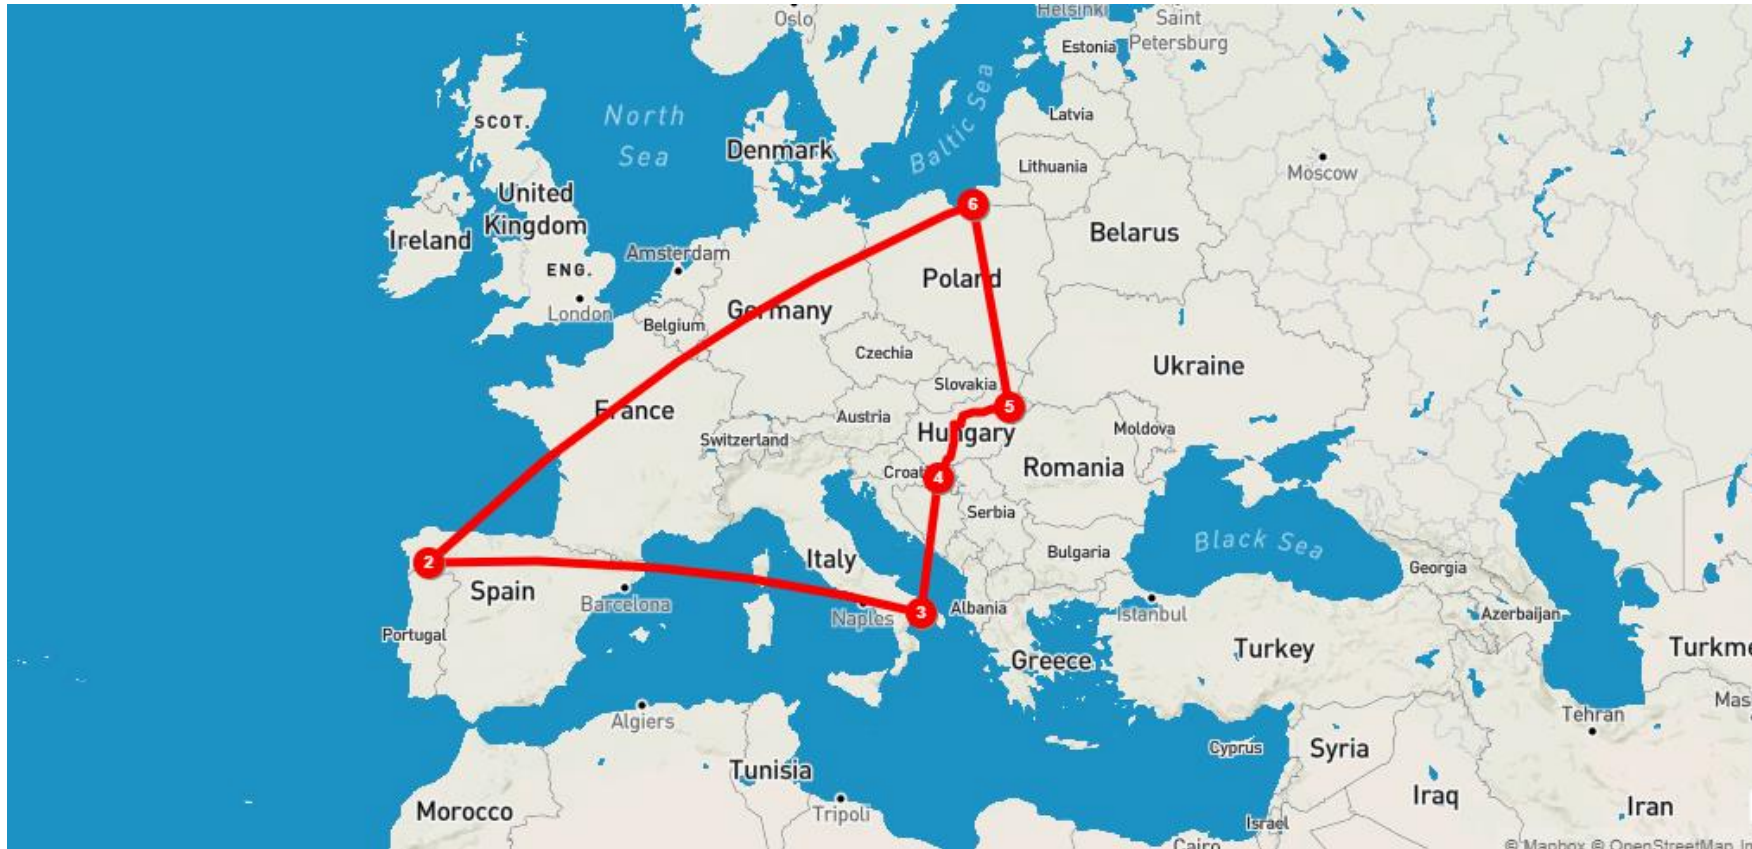 Helsinki
Oslo
Saint
Petersburg
Estonia
Baltic Sea
North
Sea
SCOT.
Latvia
Denmark
Lithuania
Moscow
United
Kingdom
6
Ireland
Belarus
Amsterdam
ENG.
Poland
London
Germany
Belgium
Czechia
Ukraine
Slovakia
5
France
Austria
Hungary
Moldova
Switzerland
Romania
Croati
4
Serbia
Black Sea
Bulgaria
2
Italy
Georgia
Spain
Barcelona
Naples
3
Albania
Istanbul
Azerbaijan
Portugal
Turkey
Turkme
Greece
Mas
Algiers
Tehran
Cyprus
Syria
Tunisia
Iraq
Morocco
Tripoli
Iran
Israel
Cairo
© Mapbox © OpenStreetMap, In